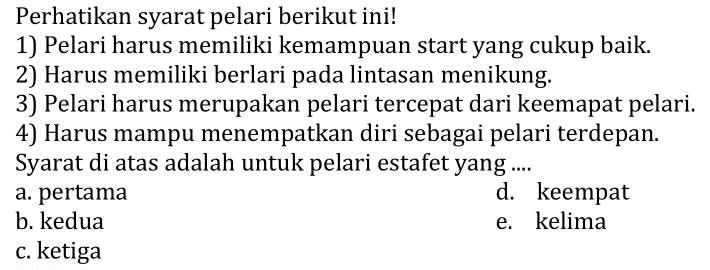 Perhatikan syarat pelari berikut ini!
1) Pelari harus memiliki kemampuan start yang cukup baik.
2) Harus memiliki berlari pada lintasan menikung.
3) Pelari harus merupakan pelari tercepat dari keemapat pelari.
4) Harus mampu menempatkan diri sebagai pelari terdepan.
Syarat di atas adalah untuk pelari estafet yang ....
a. pertama
b. kedua
c. ketiga
d. keempat
e. kelima